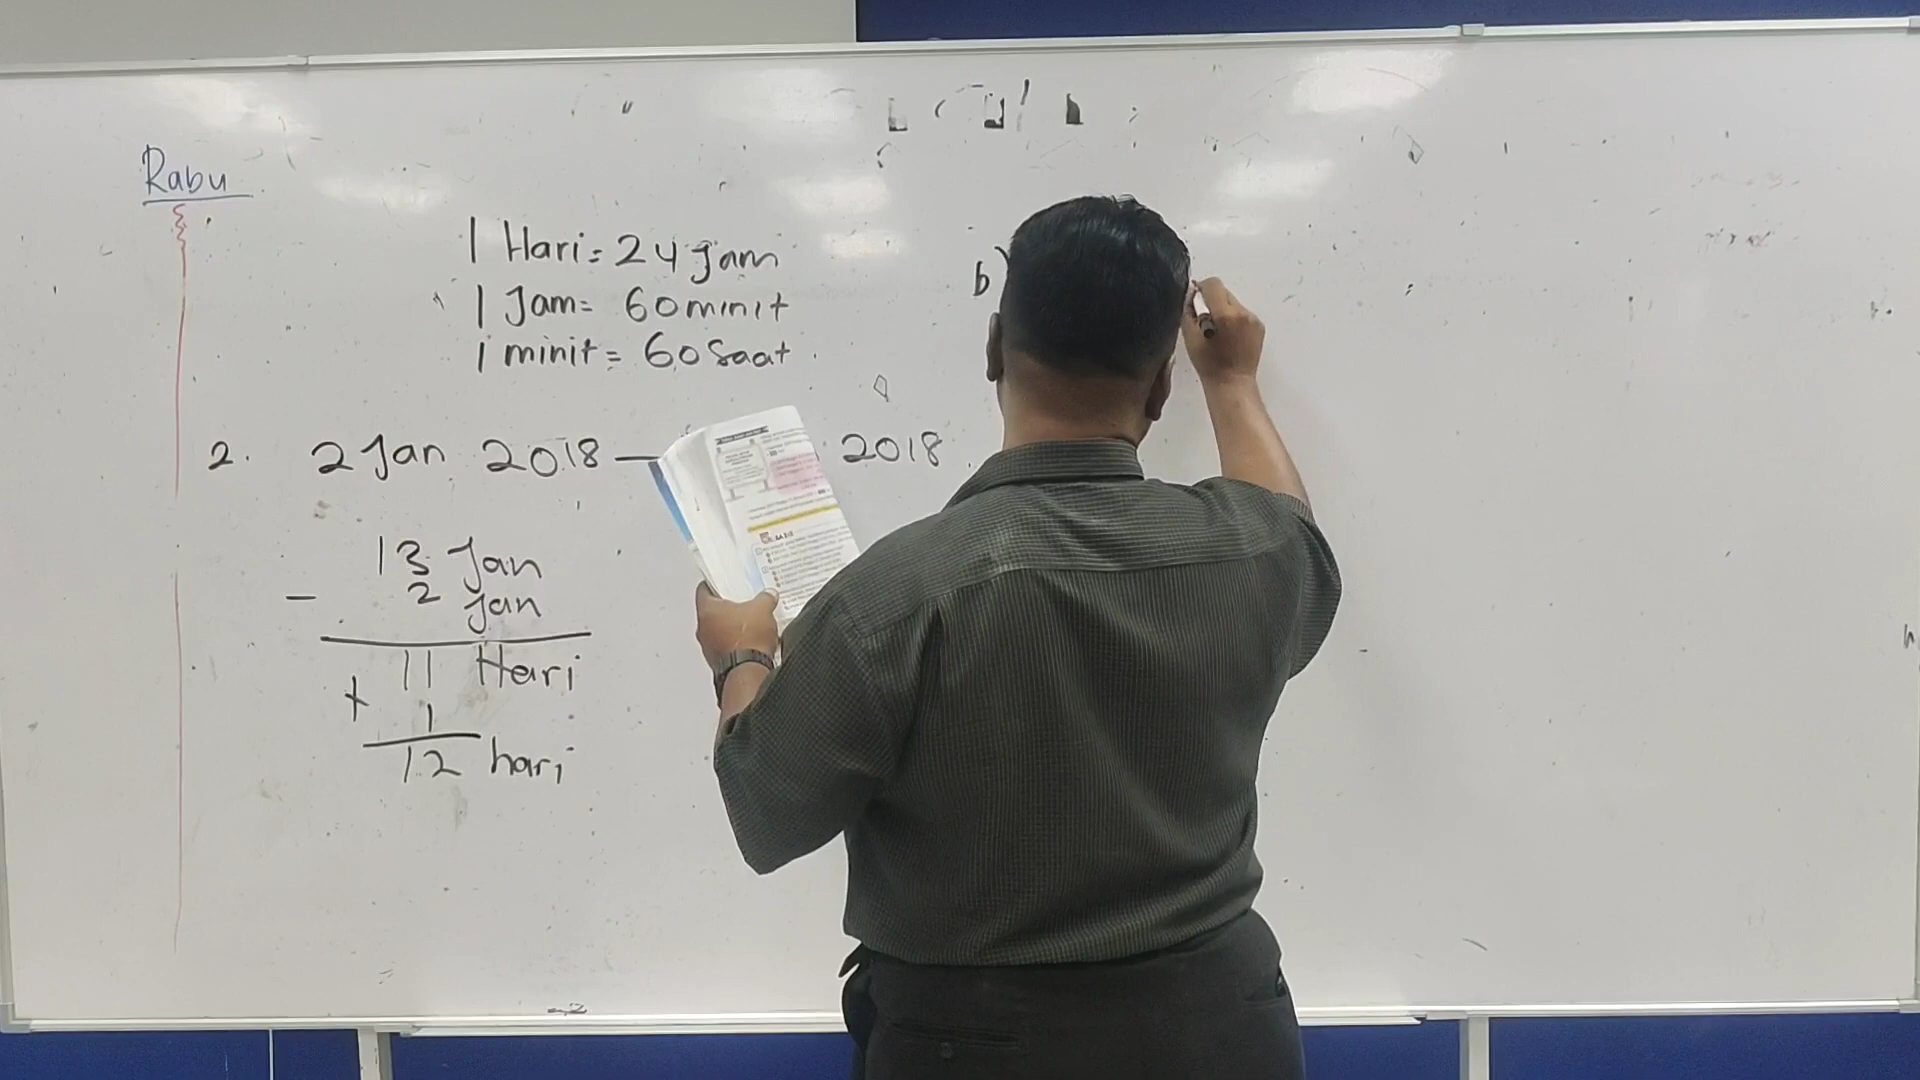 Rabu
1 Hari = 24 Jam
1 Jam = 60 minit
1 minit = 60 Saat
b)
2. 2 Jan 2018 — 2018
13 Jan
- 2 Jan
11 Hari
+ 1
12 hari